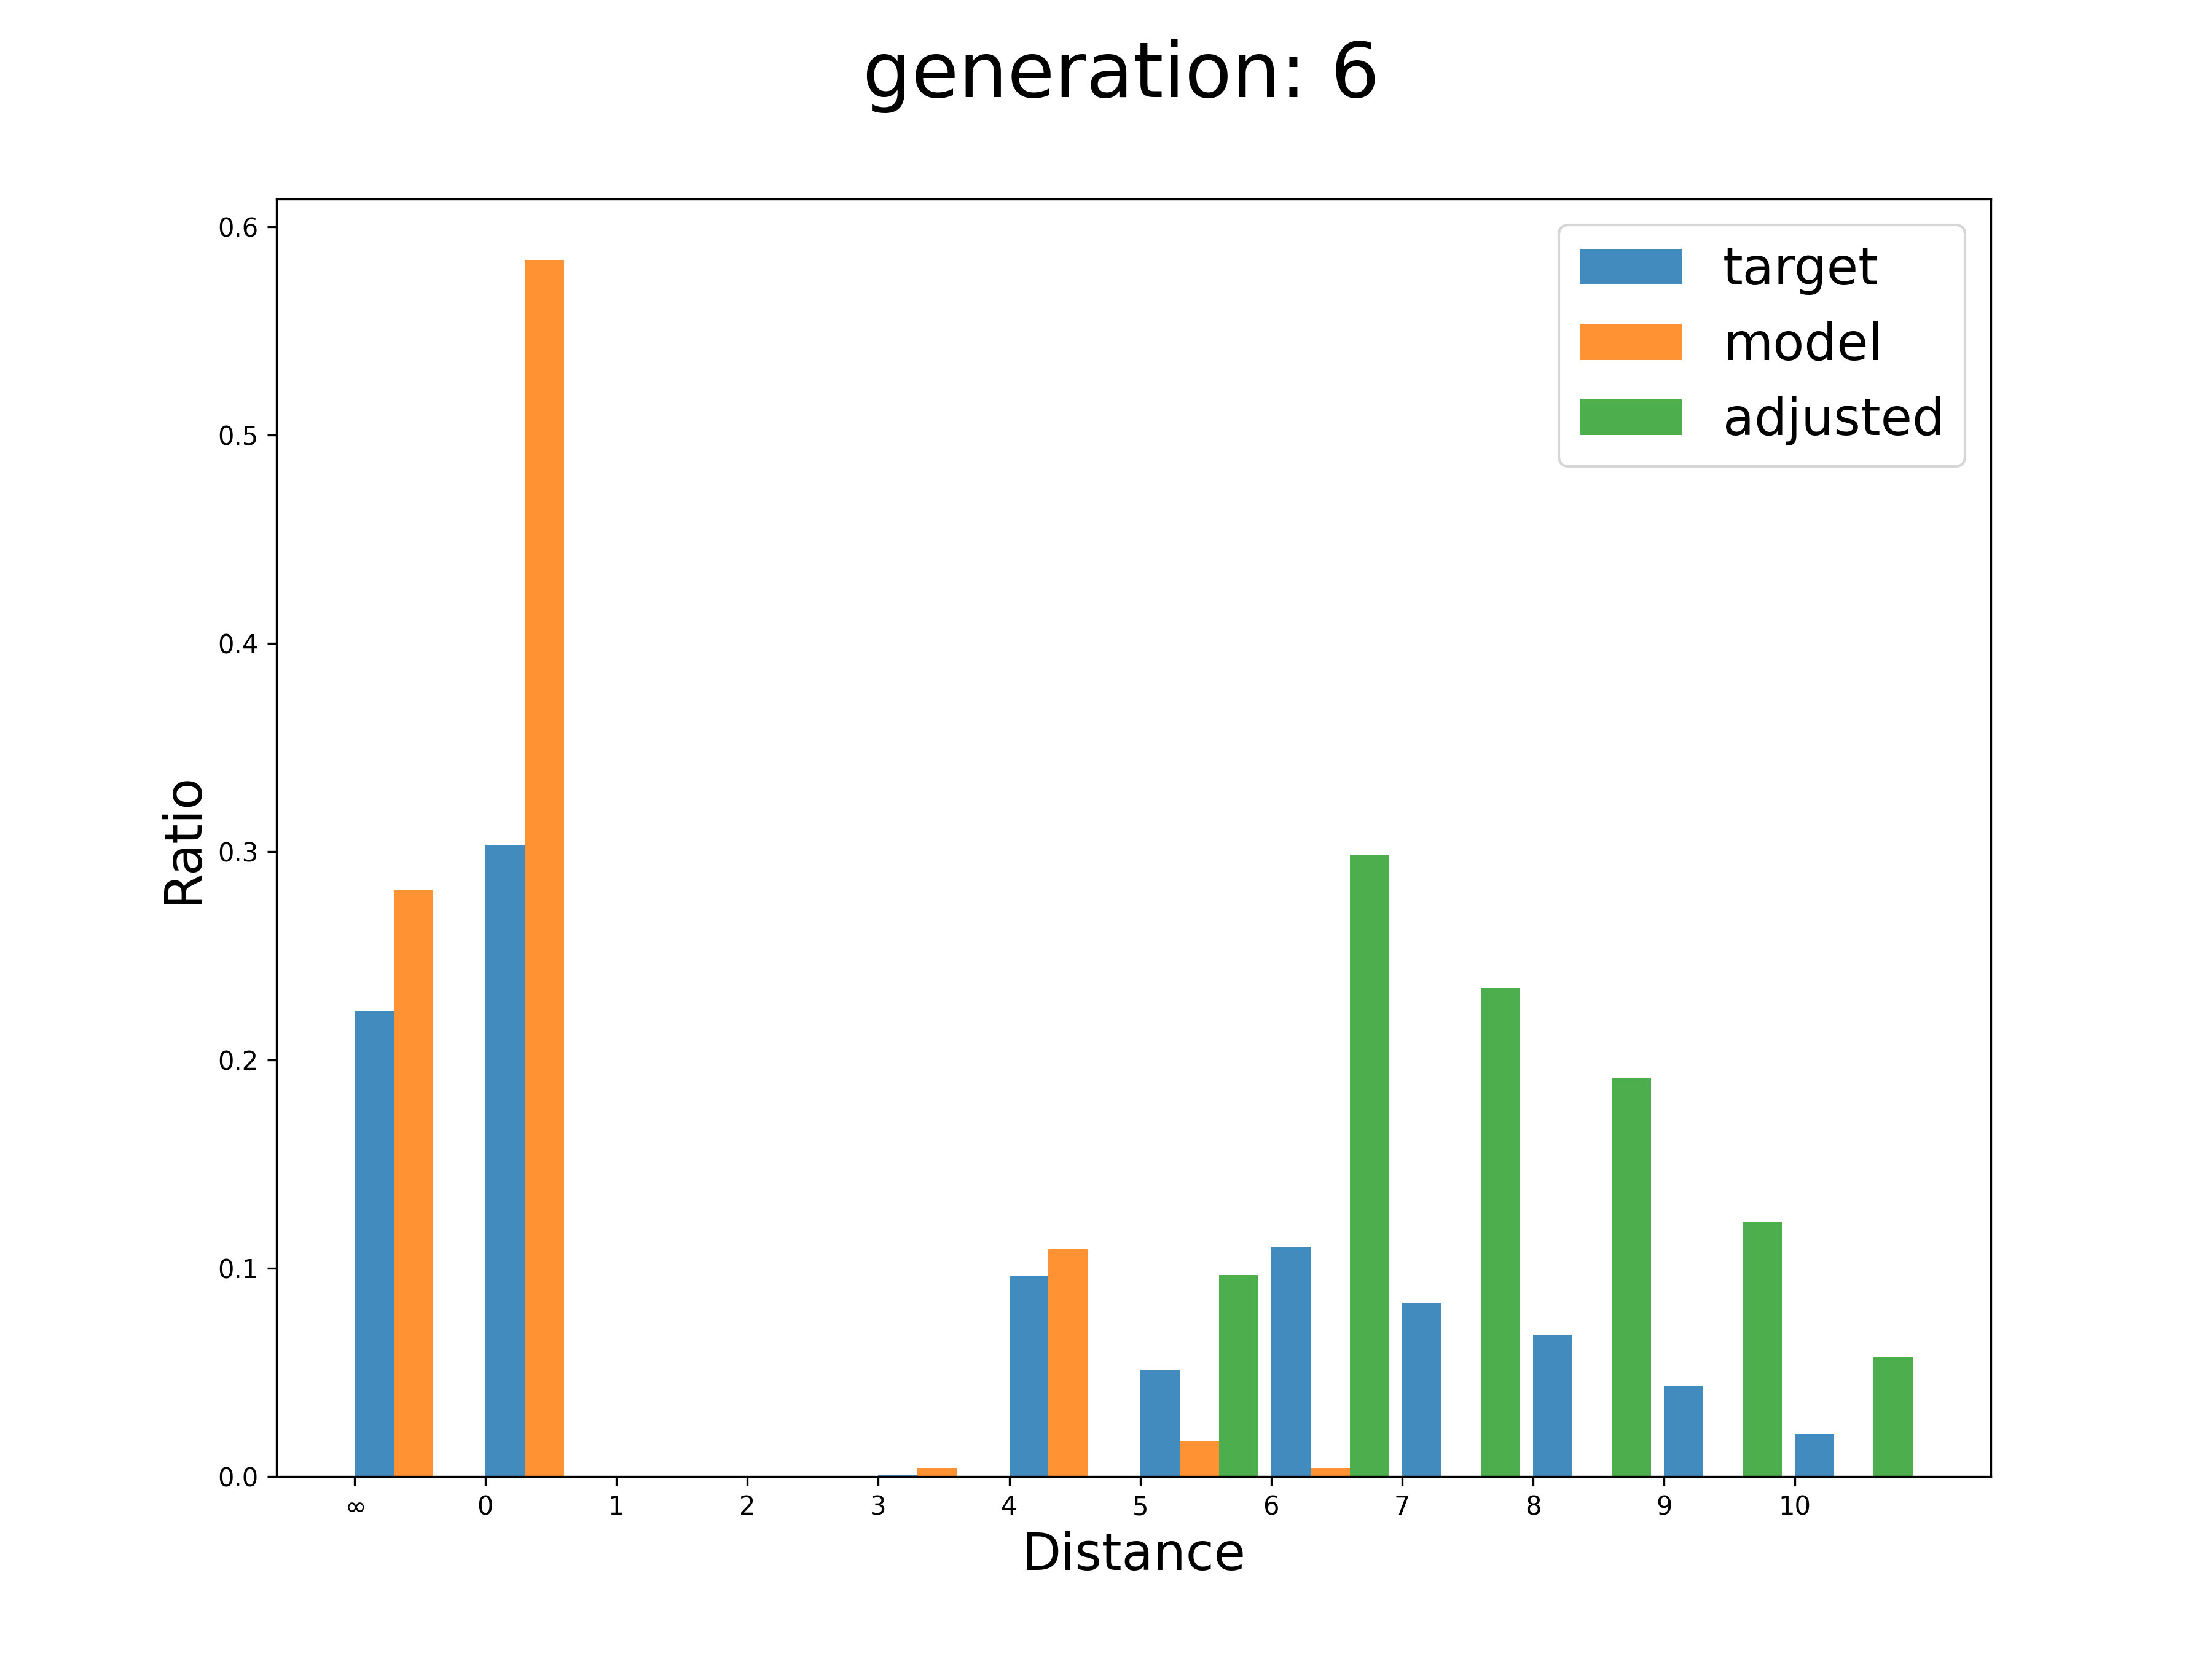 generation: 6
target
model
adjusted
0.6
0.5
0.4
0.3
0.2
0.1
0.0
Ratio
∞ 0 1 2 3 4 5 6 7 8 9 10
Distance